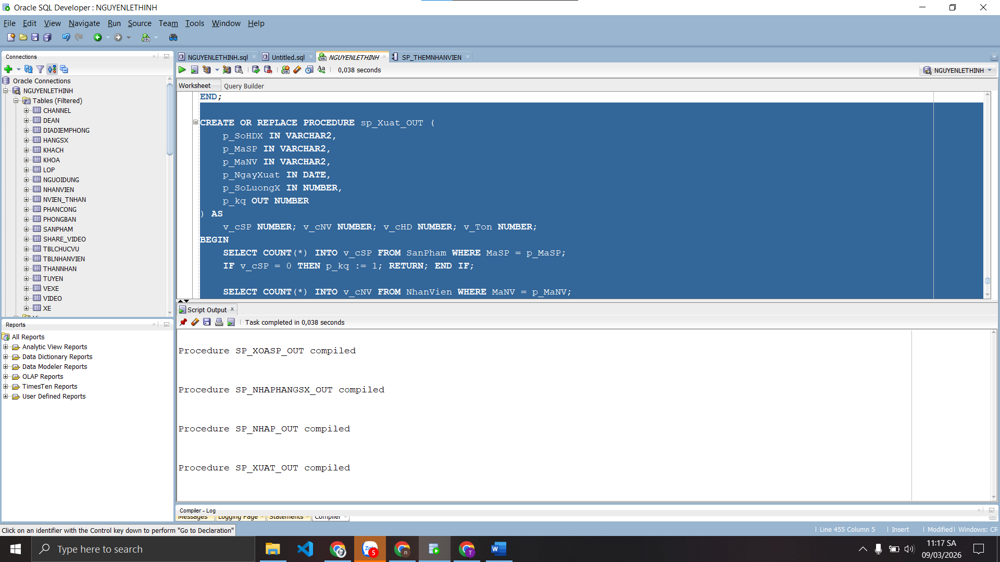 Oracle SQL Developer : NGUYENLETHINH
File Edit View Navigate Run Source Team Tools Window Help
Connections
Oracle Connections
NGUYENLETHINH
Tables (Filtered)
CHANNEL
DEAN
DIADIEMPHONG
HANGSX
KHACH
KHOA
LOP
NGUOIDUNG
NHANVIEN
NVIEN_TNHAN
PHANCONG
PHONGBAN
SANPHAM
SHARE_VIDEO
TBLCHUCVU
TBLNHANVIEN
THANNHAN
TUYEN
VEXE
VIDEO
XE
Reports
All Reports
Analytic View Reports
Data Dictionary Reports
Data Modeler Reports
OLAP Reports
TimesTen Reports
User Defined Reports
NGUYENLETHINH.sql Untitled.sql NGUYENLETHINH SP_THEMNHANVIEN
0,038 seconds
NGUYENLETHINH
Worksheet Query Builder
END;
CREATE OR REPLACE PROCEDURE sp_Xuat_OUT (
p_SoHDX IN VARCHAR2,
p_MaSP IN VARCHAR2,
p_MaNV IN VARCHAR2,
p_NgayXuat IN DATE,
p_SoLuongX IN NUMBER,
p_kq OUT NUMBER
) AS
v_cSP NUMBER; v_cNV NUMBER; v_cHD NUMBER; v_Ton NUMBER;
BEGIN
SELECT COUNT(*) INTO v_cSP FROM SanPham WHERE MaSP = p_MaSP;
IF v_cSP = 0 THEN p_kq := 1; RETURN; END IF;
SELECT COUNT(*) INTO v_cNV FROM NhanVien WHERE MaNV = p_MaNV;
Script Output
Task completed in 0,038 seconds
Procedure SP_XOASP_OUT compiled
Procedure SP_NHAPHANGSX_OUT compiled
Procedure SP_NHAP_OUT compiled
Procedure SP_XUAT_OUT compiled
Compiler - Log
Messages Logging Page Statements Compiler
Click on an identifier with the Control key down to perform "Go to Declaration"
Line 455 Column 5 Insert Modified Windows: CR
Type here to search
5
11:17 SA
09/03/2026